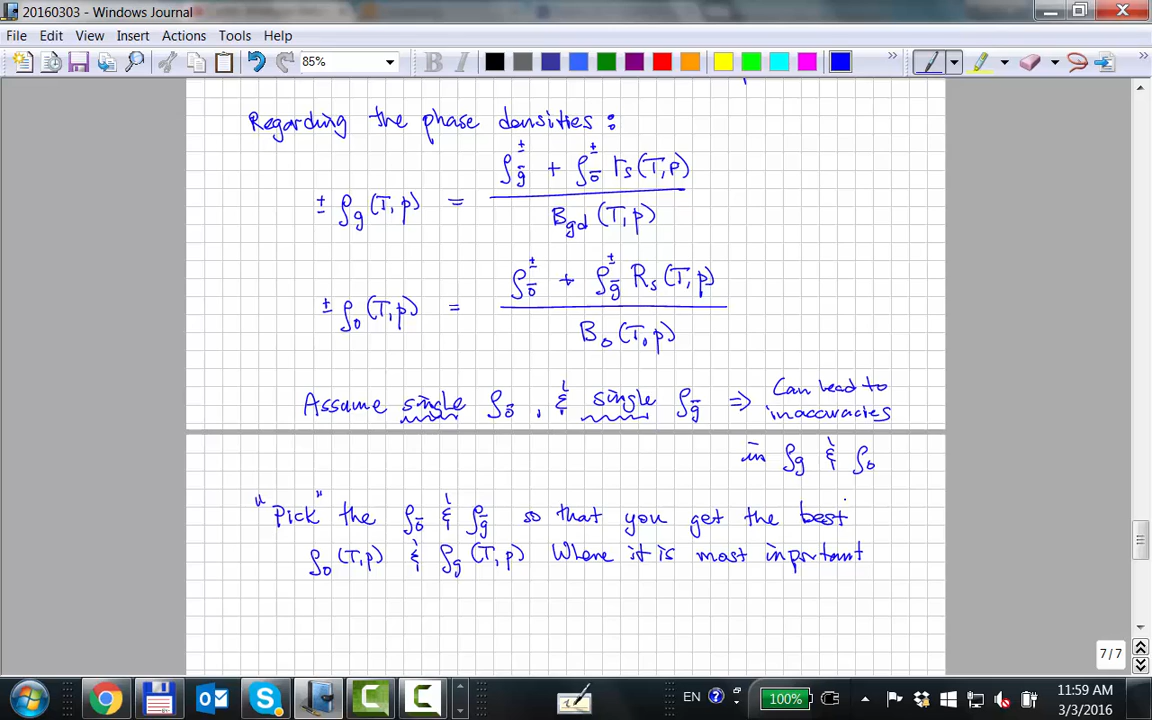 20160303 - Windows Journal
File Edit View Insert Actions Tools Help
85%
B I
Regarding the phase densities :
± ρg (T,p) = (ρḡ± + ρō± rs (T,p)) / Bgd (T,p)
± ρo (T,p) = (ρō± + ρḡ± Rs (T,p)) / Bo (T,p)
Assume single ρō , & single ρḡ ⇒ Can lead to
inaccuracies
in ρg & ρo
"Pick" the ρō & ρḡ so that you get the best
ρo (T,p) & ρg (T,p) Where it is most important
7/7
EN
100%
11:59 AM
3/3/2016